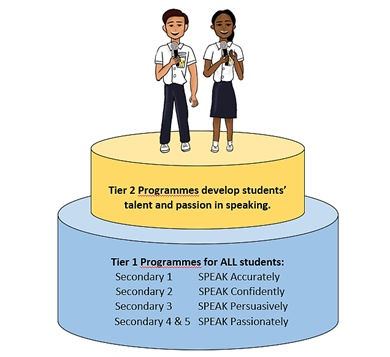 Tier 2 Programmes develop students'
talent and passion in speaking.
Tier 1 Programmes for ALL students:
Secondary 1 SPEAK Accurately
Secondary 2 SPEAK Confidently
Secondary 3 SPEAK Persuasively
Secondary 4 & 5 SPEAK Passionately